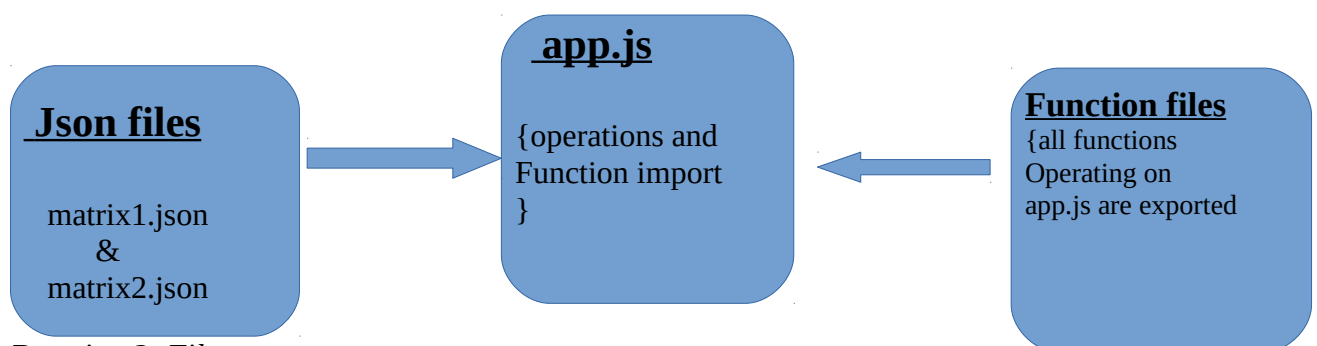 Json files
matrix1.json
&
matrix2.json
app.js
{operations and
Function import
}
Function files
{all functions
Operating on
app.js are exported